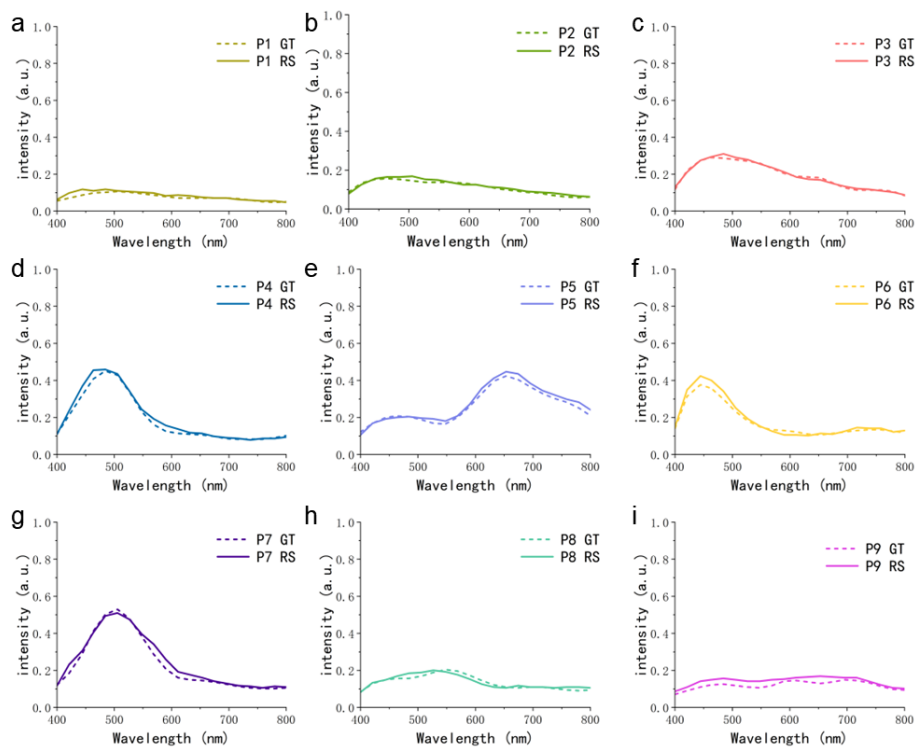 a
1.0
0.8
0.6
0.4
0.2
0.0
intensity (a.u.)
400 500 600 700 800
Wavelength (nm)
P1 GT
P1 RS
b
1.0
0.8
0.6
0.4
0.2
0.0
intensity (a.u.)
400 500 600 700 800
Wavelength (nm)
P2 GT
P2 RS
c
1.0
0.8
0.6
0.4
0.2
0.0
intensity (a.u.)
400 500 600 700 800
Wavelength (nm)
P3 GT
P3 RS
d
1.0
0.8
0.6
0.4
0.2
0.0
intensity (a.u.)
400 500 600 700 800
Wavelength (nm)
P4 GT
P4 RS
e
1.0
0.8
0.6
0.4
0.2
0.0
intensity (a.u.)
400 500 600 700 800
Wavelength (nm)
P5 GT
P5 RS
f
1.0
0.8
0.6
0.4
0.2
0.0
intensity (a.u.)
400 500 600 700 800
Wavelength (nm)
P6 GT
P6 RS
g
1.0
0.8
0.6
0.4
0.2
0.0
intensity (a.u.)
400 500 600 700 800
Wavelength (nm)
P7 GT
P7 RS
h
1.0
0.8
0.6
0.4
0.2
0.0
intensity (a.u.)
400 500 600 700 800
Wavelength (nm)
P8 GT
P8 RS
i
1.0
0.8
0.6
0.4
0.2
0.0
intensity (a.u.)
400 500 600 700 800
Wavelength (nm)
P9 GT
P9 RS